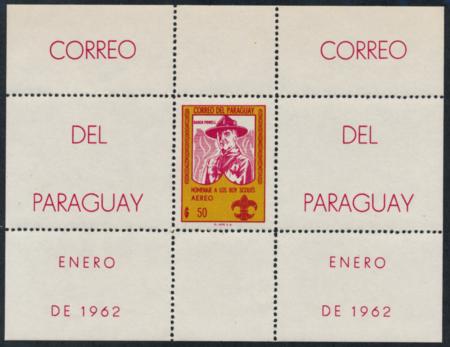 CORREO
DEL
PARAGUAY
ENERO
DE 1962
CORREO DEL PARAGUAY
BADEN POWELL
HOMENAJE A LOS BOY SCOUTS
AEREO
₲ 50
CORREO
DEL
PARAGUAY
ENERO
DE 1962